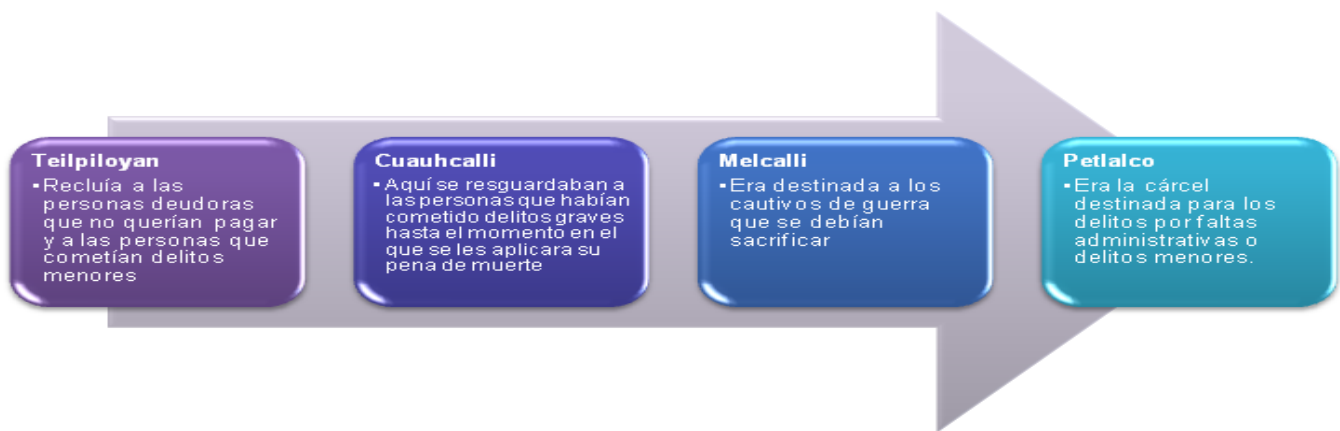 Teilpiloyan
▪Recluía a las
personas deudoras
que no querían pagar
y a las personas que
cometían delitos
menores
Cuauhcalli
▪Aquí se resguardaban a
las personas que habían
cometido delitos graves
hasta el momento en el
que se les aplicara su
pena de muerte
Melcalli
▪Era destinada a los
cautivos de guerra
que se debían
sacrificar
Petlalco
▪Era la cárcel
destinada para los
delitos por faltas
administrativas o
delitos menores.